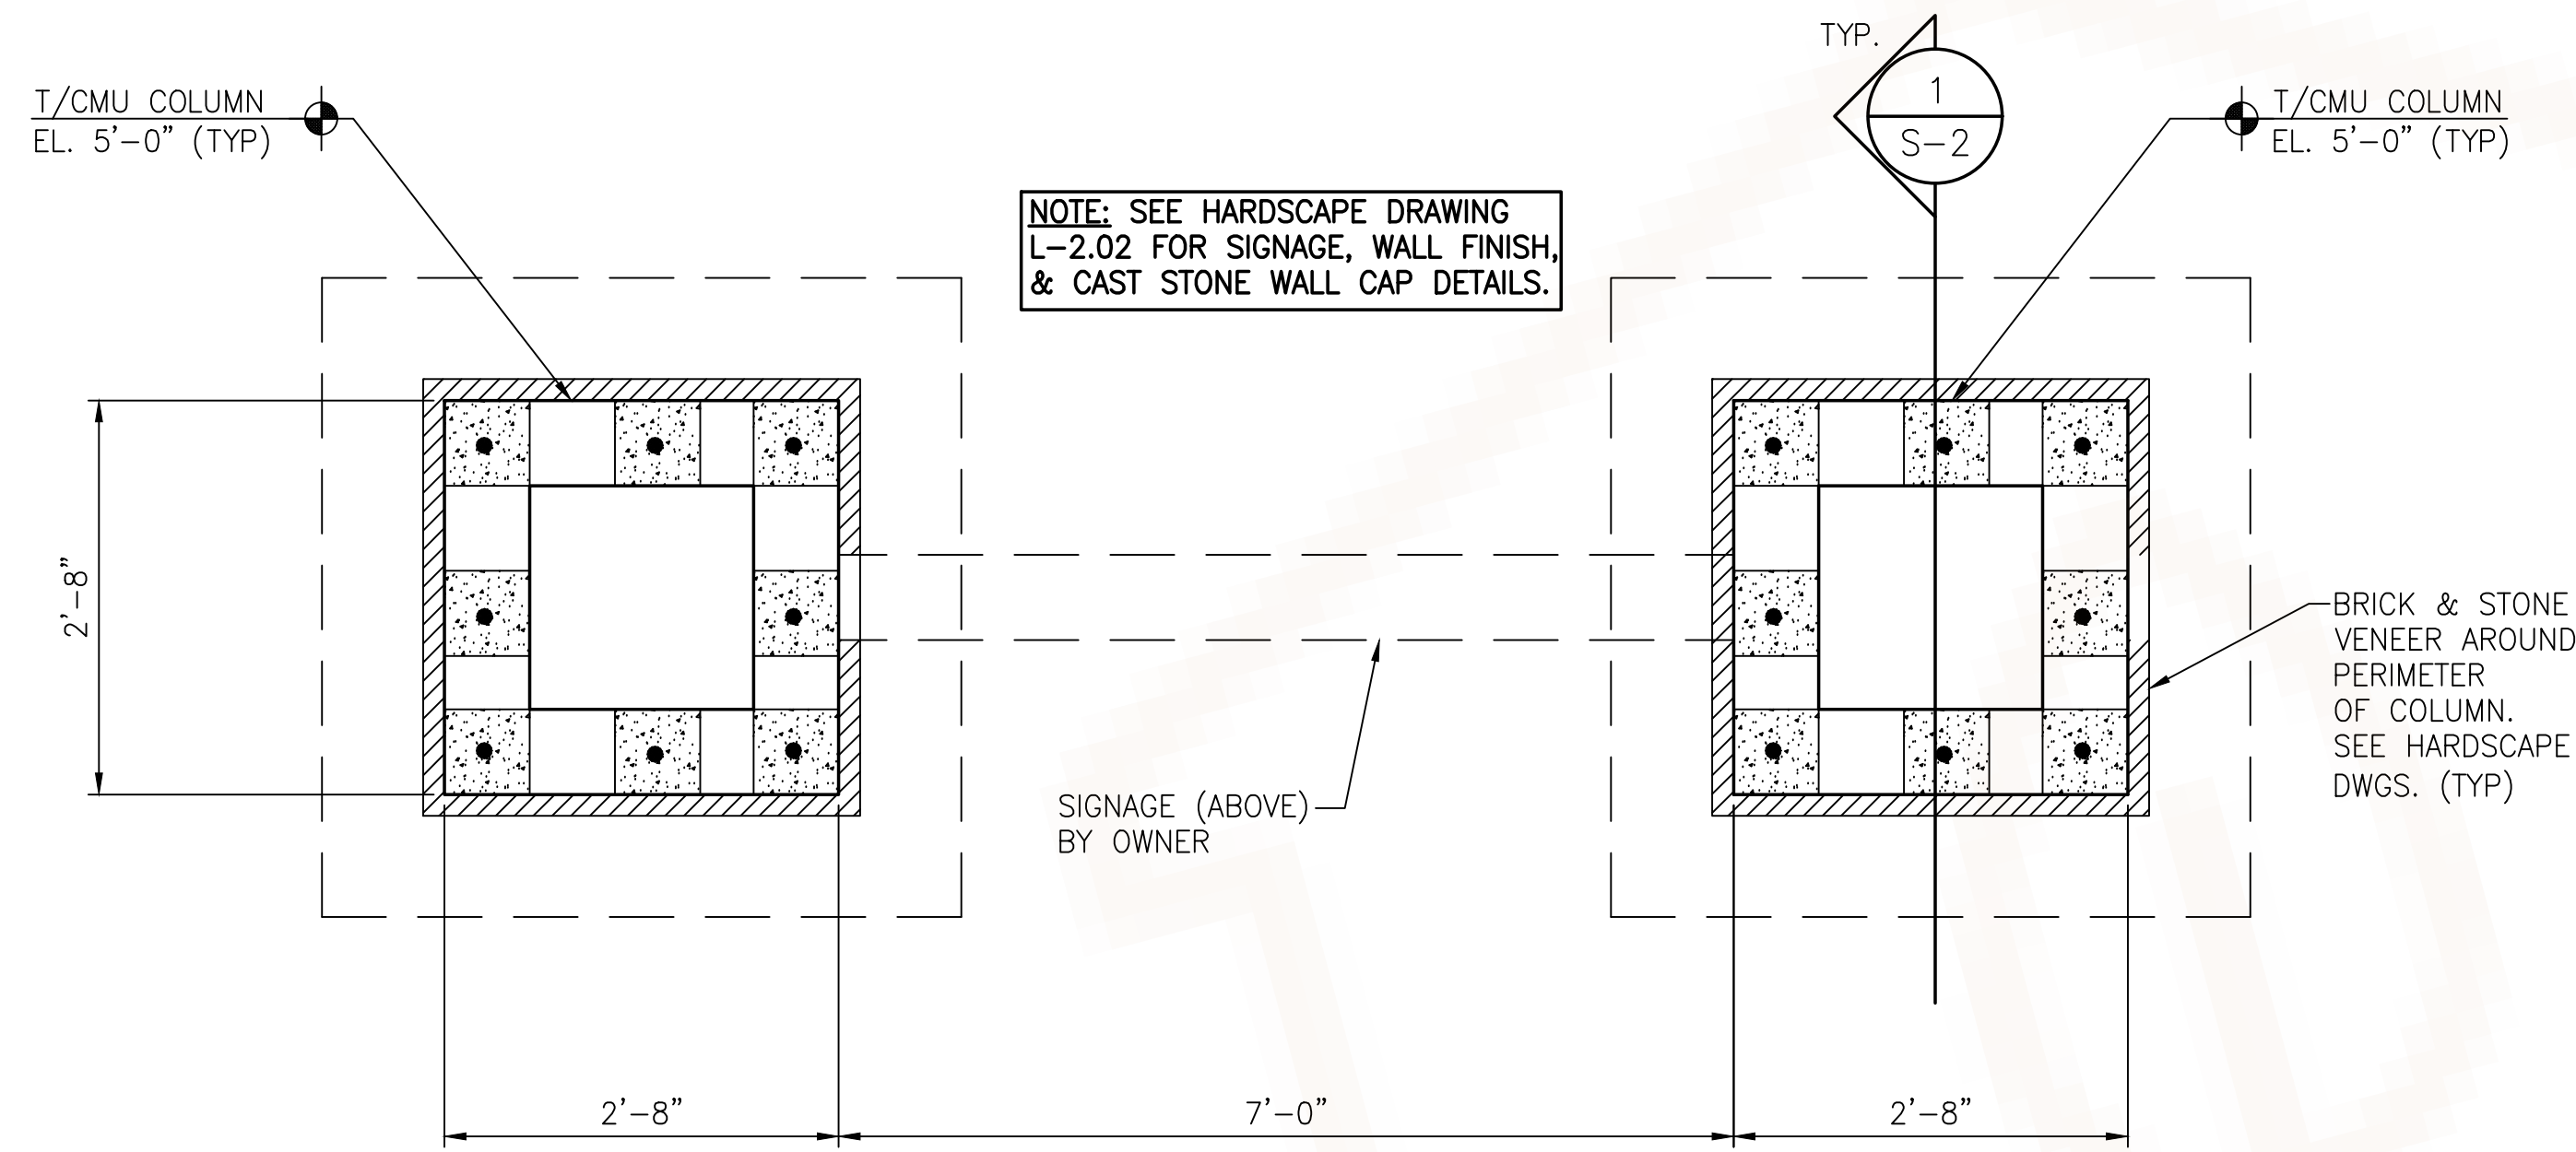 TYP.
1
S-2
T/CMU COLUMN
EL. 5'-0" (TYP)
T/CMU COLUMN
EL. 5'-0" (TYP)
NOTE: SEE HARDSCAPE DRAWING
L-2.02 FOR SIGNAGE, WALL FINISH,
& CAST STONE WALL CAP DETAILS.
2'-8"
BRICK & STONE
VENEER AROUND
PERIMETER
OF COLUMN.
SEE HARDSCAPE
DWGS. (TYP)
SIGNAGE (ABOVE)
BY OWNER
2'-8"
7'-0"
2'-8"